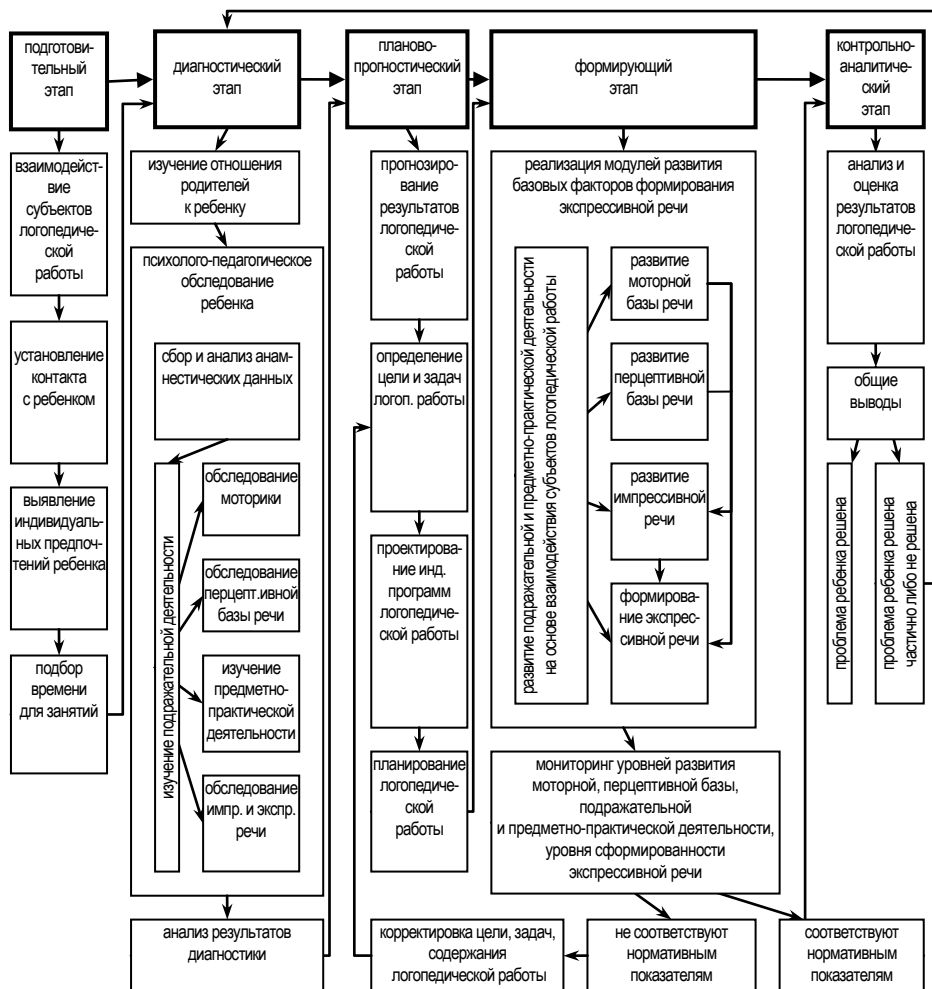 подготови-
тельный
этап
диагностический
этап
планово-
прогностический
этап
формирующий
этап
контрольно-
аналитиче-
ский
этап
взаимодейст-
вие
субъектов
логопедиче-
ской
работы
установление
контакта
с ребенком
выявление
индивидуаль-
ных предпоч-
тений ребенка
подбор
времени
для занятий
изучение отношения
родителей
к ребенку
психолого-педагогическое
обследование
ребенка
сбор и анализ анам-
нестических данных
изучение подражательной деятельности
обследование
моторики
обследование
перцепт.ивной
базы речи
изучение
предметно-
практической
деятельности
обследование
импр. и экспр.
речи
анализ результатов
диагностики
прогнозиро-
вание
результатов
логопедиче-
ской
работы
определение
цели и задач
логоп. работы
проектирова-
ние инд.
программ
логопедиче-
ской работы
планирование
логопедиче-
ской
работы
корректировка цели, задач,
содержания
логопедической работы
реализация модулей развития
базовых факторов формирования
экспрессивной речи
развитие подражательной и предметно-практической деятельности
на основе взаимодействия субъектов логопедической работы
развитие
моторной
базы речи
развитие
перцептивной
базы речи
развитие
импрессивной
речи
формирова-
ние экспрес-
сивной речи
мониторинг уровней развития
моторной, перцептивной базы,
подражательной
и предметно-практической деятельности,
уровня сформированности
экспрессивной речи
не соответствуют
нормативным
показателям
соответствуют
нормативным
показателям
анализ и
оценка
результатов
логопедиче-
ской работы
общие
выводы
проблема ребенка решена
проблема ребенка решена
частично либо не решена